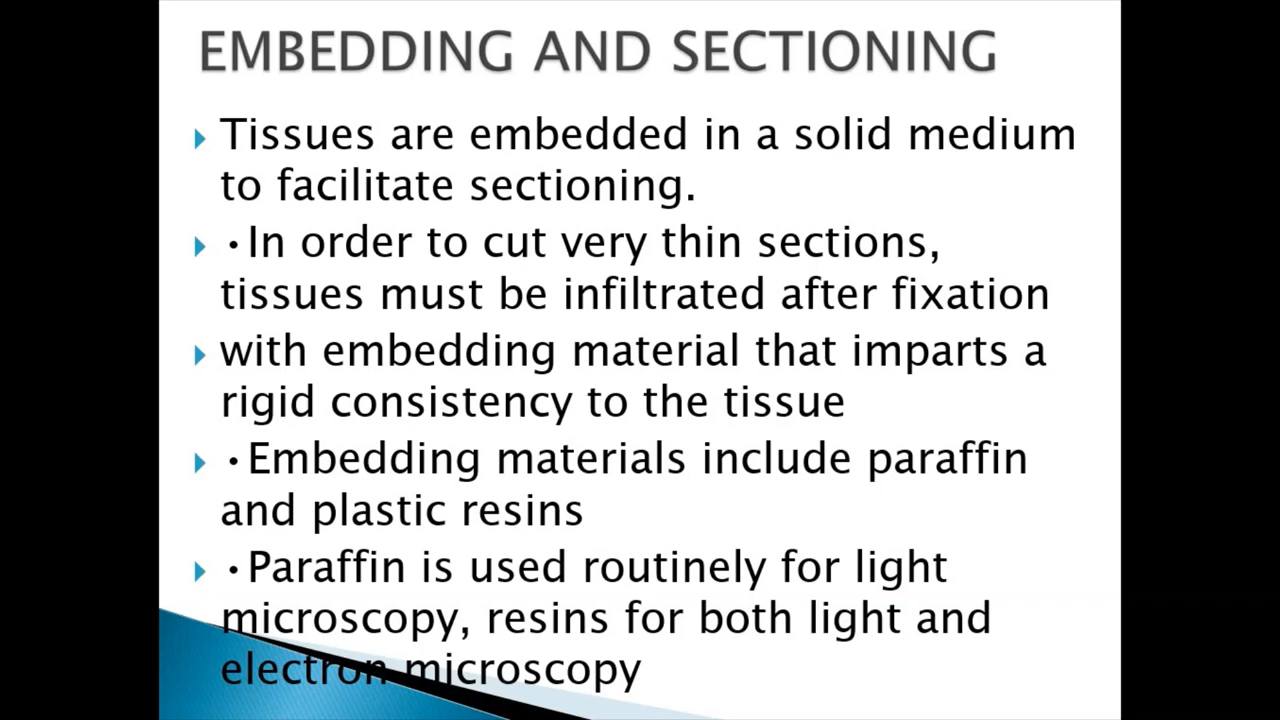 EMBEDDING AND SECTIONING
Tissues are embedded in a solid medium
to facilitate sectioning.
•In order to cut very thin sections,
tissues must be infiltrated after fixation
with embedding material that imparts a
rigid consistency to the tissue
•Embedding materials include paraffin
and plastic resins
•Paraffin is used routinely for light
microscopy, resins for both light and
electron microscopy